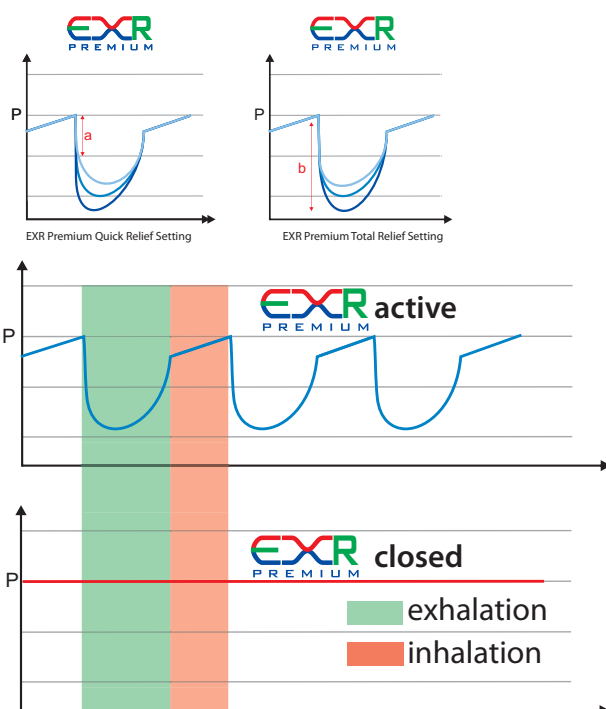 EXR
PREMIUM
EXR
PREMIUM
P
a
P
b
EXR Premium Quick Relief Setting
EXR Premium Total Relief Setting
EXR active
PREMIUM
P
EXR closed
PREMIUM
P
exhalation
inhalation